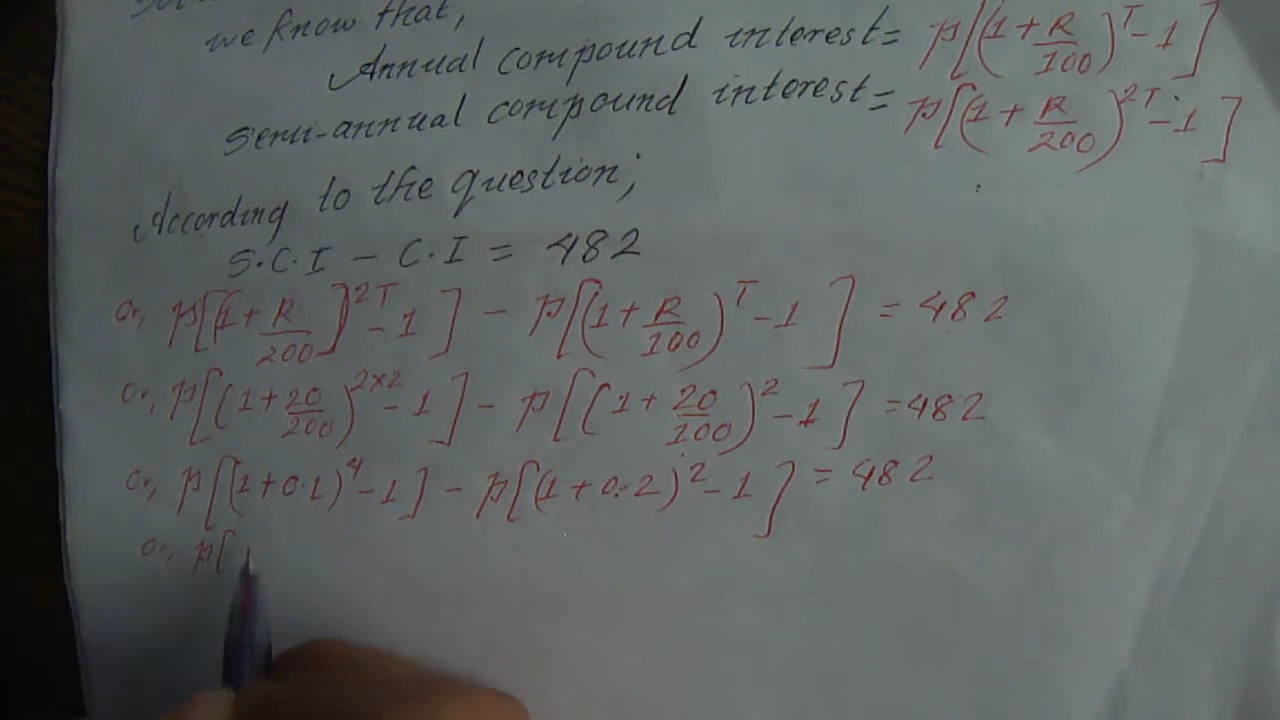 we know that,
Annual compound interest = P[(1+R/100)^T-1]
Semi-annual compound interest = P[(1+R/200)^2T-1]
According to the question;
S.C.I - C.I = 482
or, P[(1+R/200)^2T-1] - P[(1+R/100)^T-1] = 482
or, P[(1+20/200)^2×2-1] - P[(1+20/100)^2-1] = 482
or, P[(1+0.1)^4-1] - P[(1+0.2)^2-1] = 482
or, P[